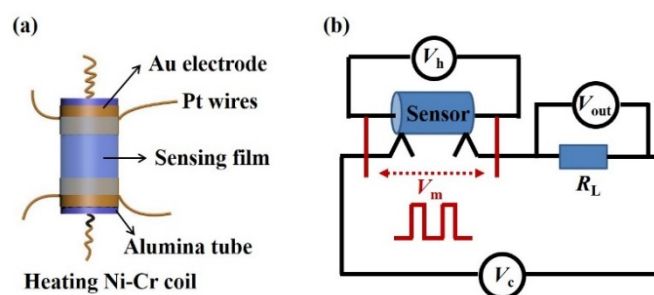 (a)
Au electrode
Pt wires
Sensing film
Alumina tube
Heating Ni-Cr coil
(b)
Vh
Sensor
Vout
Vm
RL
Vc